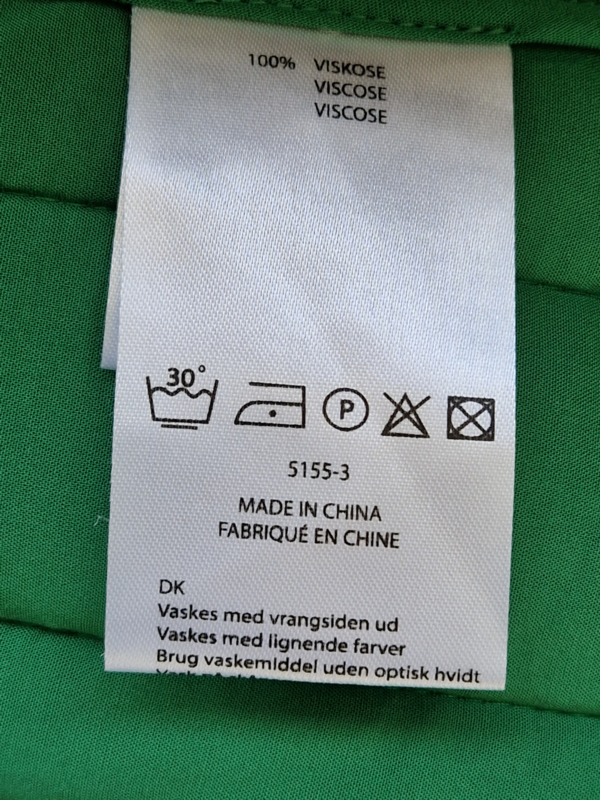 100% VISKOSE
VISCOSE
VISCOSE
30°
P
5155-3
MADE IN CHINA
FABRIQUÉ EN CHINE
DK
Vaskes med vrangsiden ud
Vaskes med lignende farver
Brug vaskemIddel uden optisk hvidt